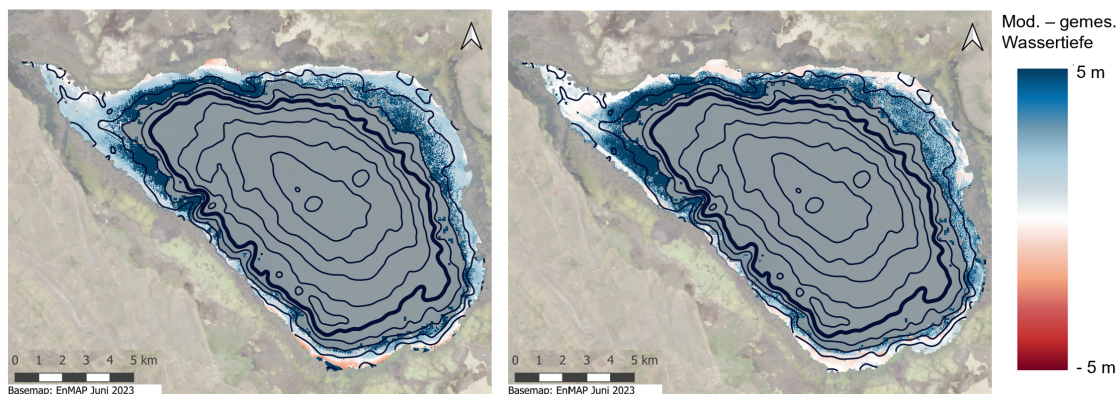 Mod. – gemes.
Wassertiefe
5 m
- 5 m
0 1 2 3 4 5 km
Basemap: EnMAP Juni 2023
0 1 2 3 4 5 km
Basemap: EnMAP Juni 2023